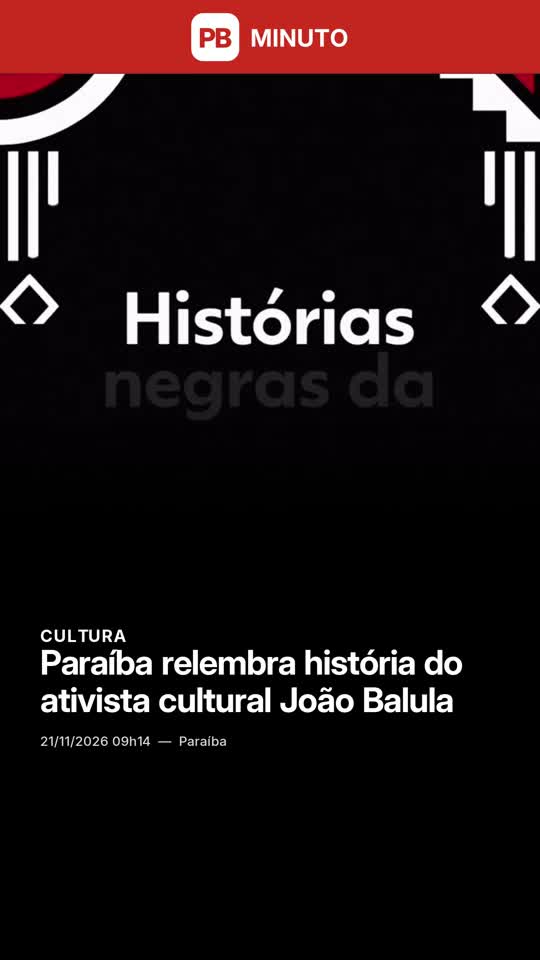 PB MINUTO
Histórias
negras da
CULTURA
Paraíba relembra história do
ativista cultural João Balula
21/11/2026 09h14 — Paraíba